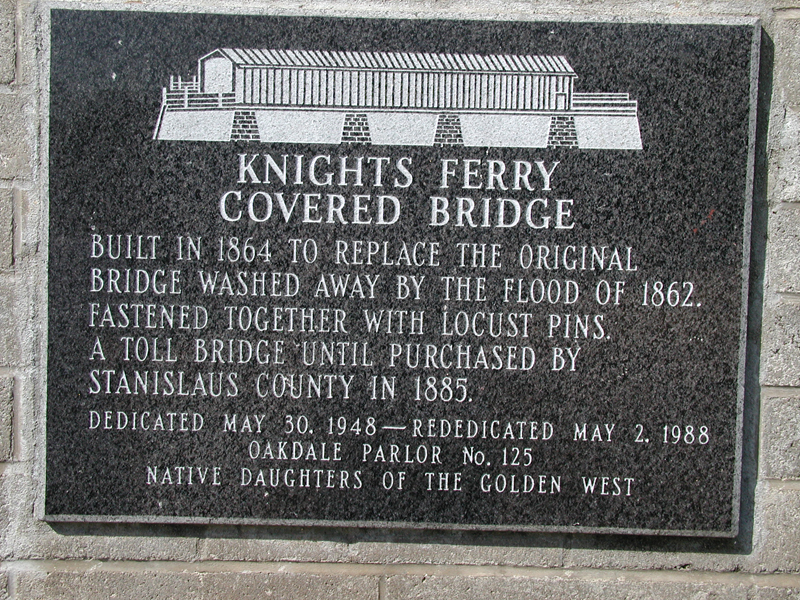 KNIGHTS FERRY
COVERED BRIDGE
BUILT IN 1864 TO REPLACE THE ORIGINAL
BRIDGE WASHED AWAY BY THE FLOOD OF 1862.
FASTENED TOGETHER WITH LOCUST PINS.
A TOLL BRIDGE UNTIL PURCHASED BY
STANISLAUS COUNTY IN 1885.
DEDICATED MAY 30, 1948 — REDEDICATED MAY 2, 1988
OAKDALE PARLOR No. 125
NATIVE DAUGHTERS OF THE GOLDEN WEST